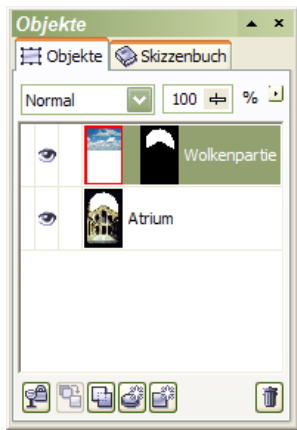 Objekte
Objekte Skizzenbuch
Normal 100 %
Wolkenpartie
Atrium